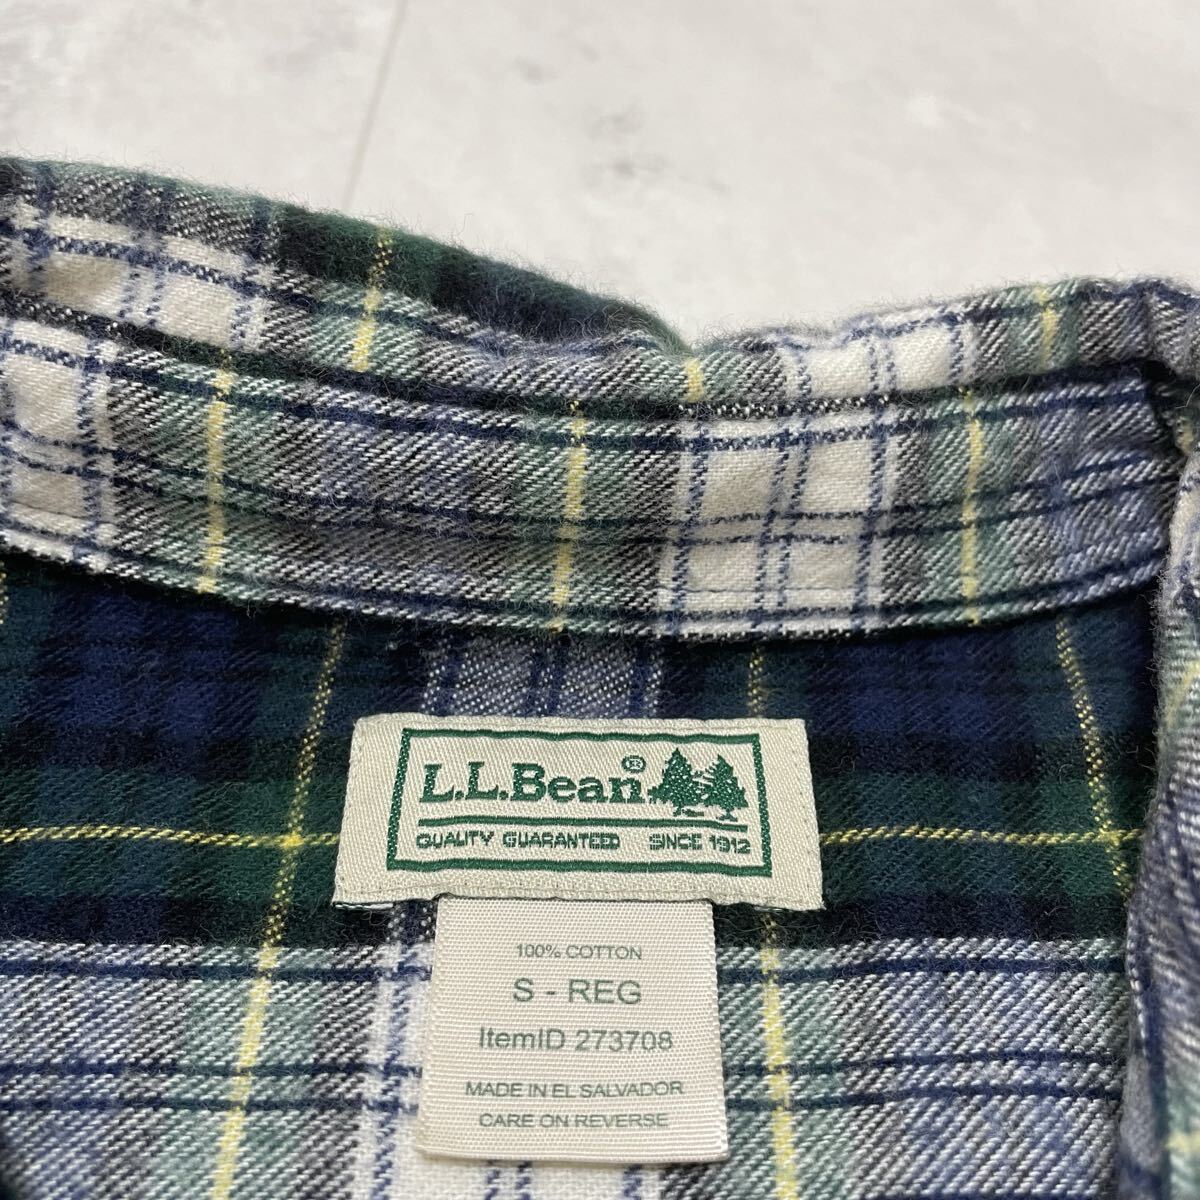 L.L.Bean®
QUALITY GUARANTEED SINCE 1912
100% COTTON
S - REG
ItemID 273708
MADE IN EL SALVADOR
CARE ON REVERSE